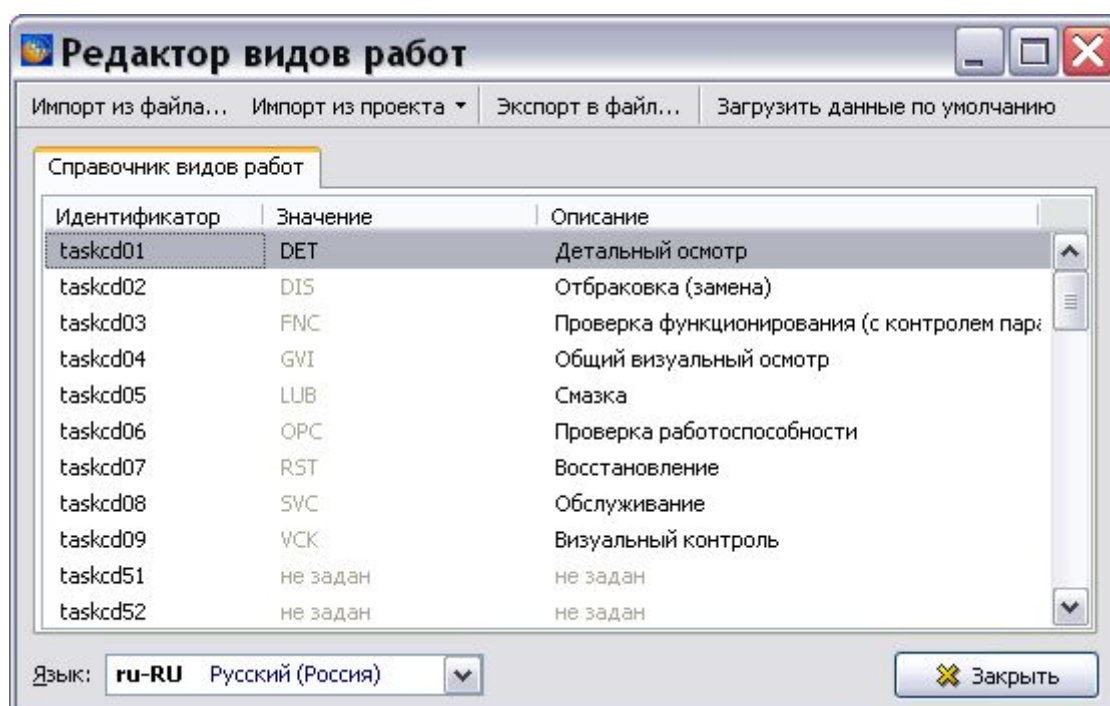 Редактор видов работ
Импорт из файла... Импорт из проекта Экспорт в файл... Загрузить данные по умолчанию
Справочник видов работ
Идентификатор Значение Описание
taskcd01 DET Детальный осмотр
taskcd02 DIS Отбраковка (замена)
taskcd03 FNC Проверка функционирования (с контролем пара
taskcd04 GVI Общий визуальный осмотр
taskcd05 LUB Смазка
taskcd06 OPC Проверка работоспособности
taskcd07 RST Восстановление
taskcd08 SVC Обслуживание
taskcd09 VCK Визуальный контроль
taskcd51 не задан не задан
taskcd52 не задан не задан
Язык: ru-RU Русский (Россия) Закрыть